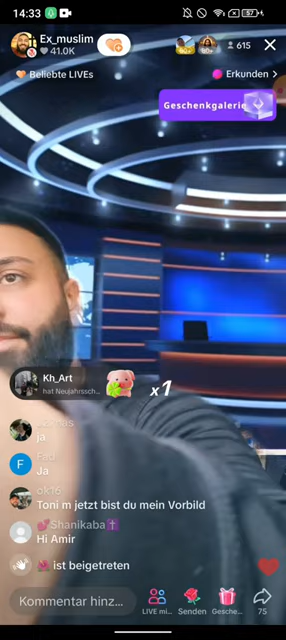 14:33
57
Ex_muslim
41.0K
615
Beliebte LIVEs
Erkunden >
Geschenkgalerie
Kh_Art
hat Neujahrssch...
x1
ja
Fad
Ja
ok16
Toni m jetzt bist du mein Vorbild
Shanikaba
Hi Amir
ist beigetreten
Kommentar hinz...
LIVE mi...
Senden
Gesche...
75